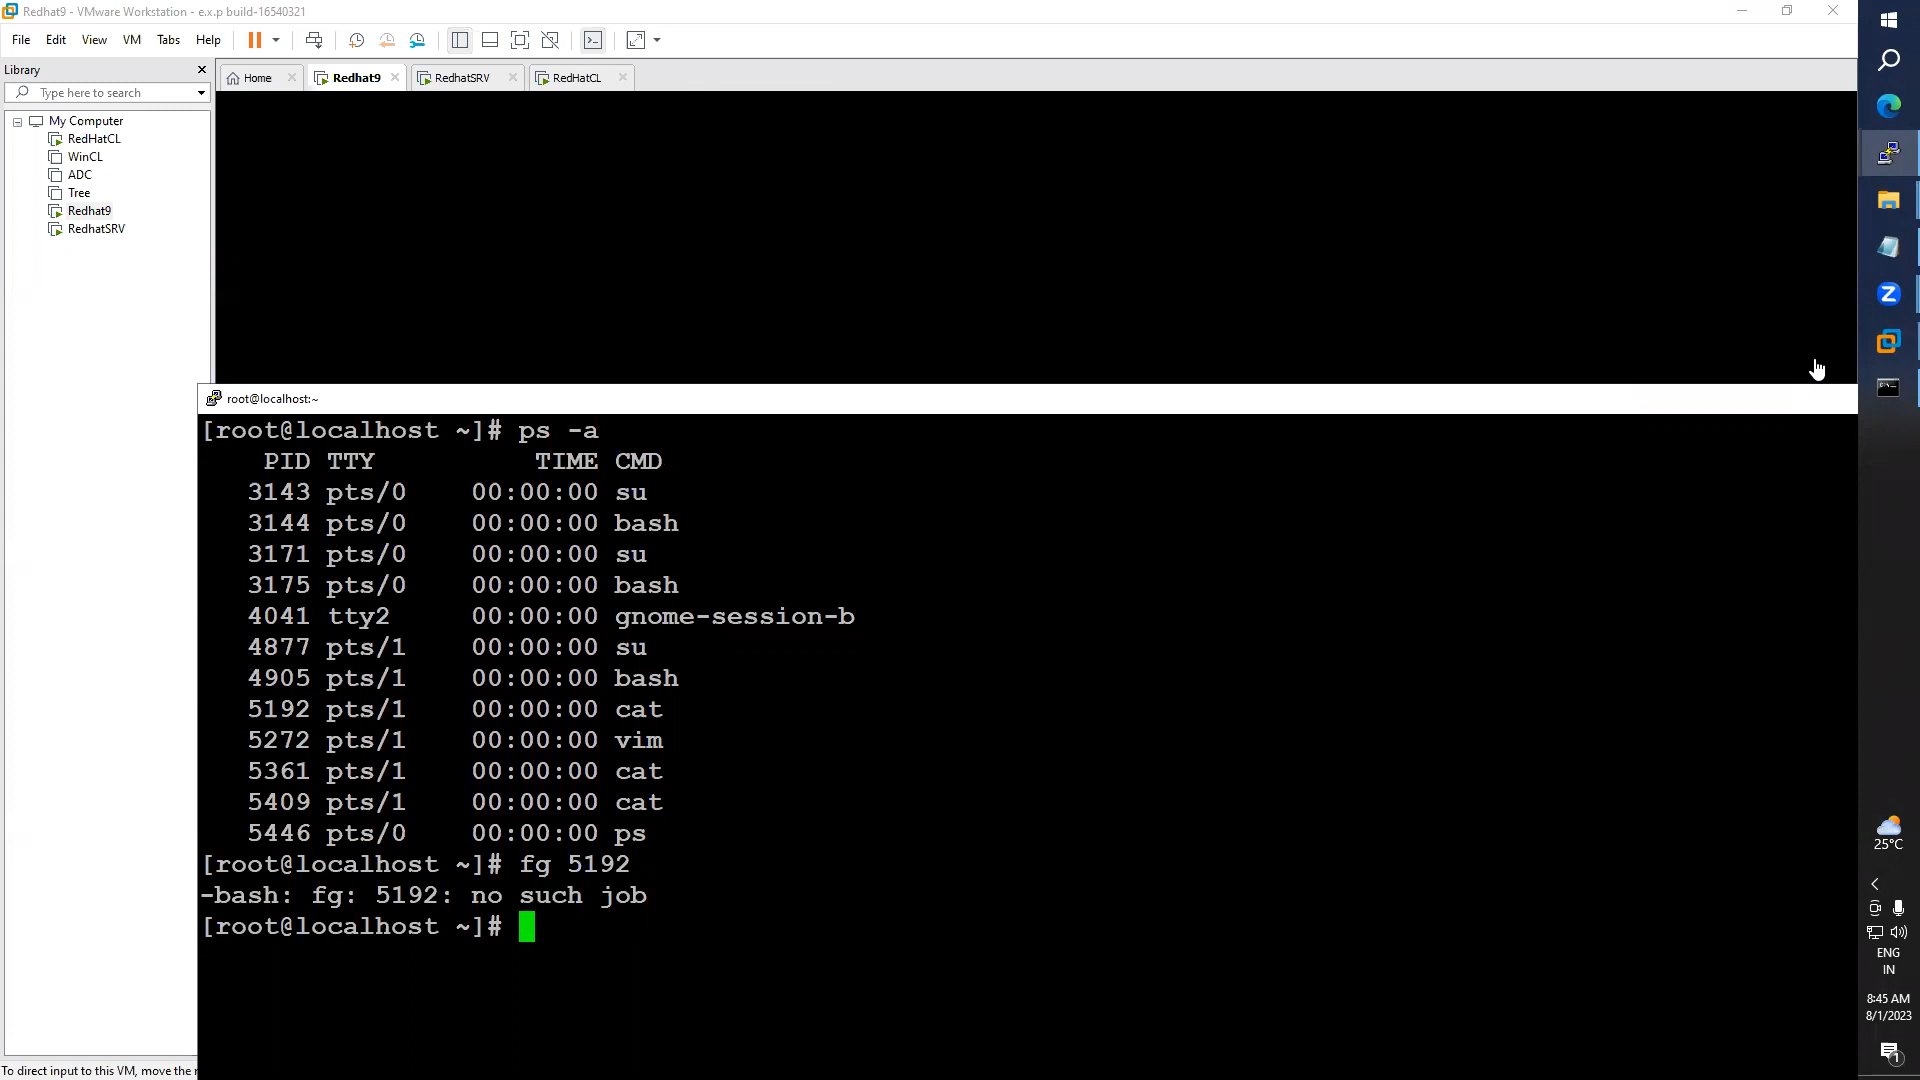 Redhat9 - VMware Workstation - e.x.p build-16540321
File Edit View VM Tabs Help
Library
Type here to search
My Computer
RedHatCL
WinCL
ADC
Tree
Redhat9
RedhatSRV
Home Redhat9 RedhatSRV RedHatCL
root@localhost:~
[root@localhost ~]# ps -a
PID TTY TIME CMD
3143 pts/0 00:00:00 su
3144 pts/0 00:00:00 bash
3171 pts/0 00:00:00 su
3175 pts/0 00:00:00 bash
4041 tty2 00:00:00 gnome-session-b
4877 pts/1 00:00:00 su
4905 pts/1 00:00:00 bash
5192 pts/1 00:00:00 cat
5272 pts/1 00:00:00 vim
5361 pts/1 00:00:00 cat
5409 pts/1 00:00:00 cat
5446 pts/0 00:00:00 ps
[root@localhost ~]# fg 5192
-bash: fg: 5192: no such job
[root@localhost ~]#
To direct input to this VM, move the
25°C
ENG
IN
8:45 AM
8/1/2023
1